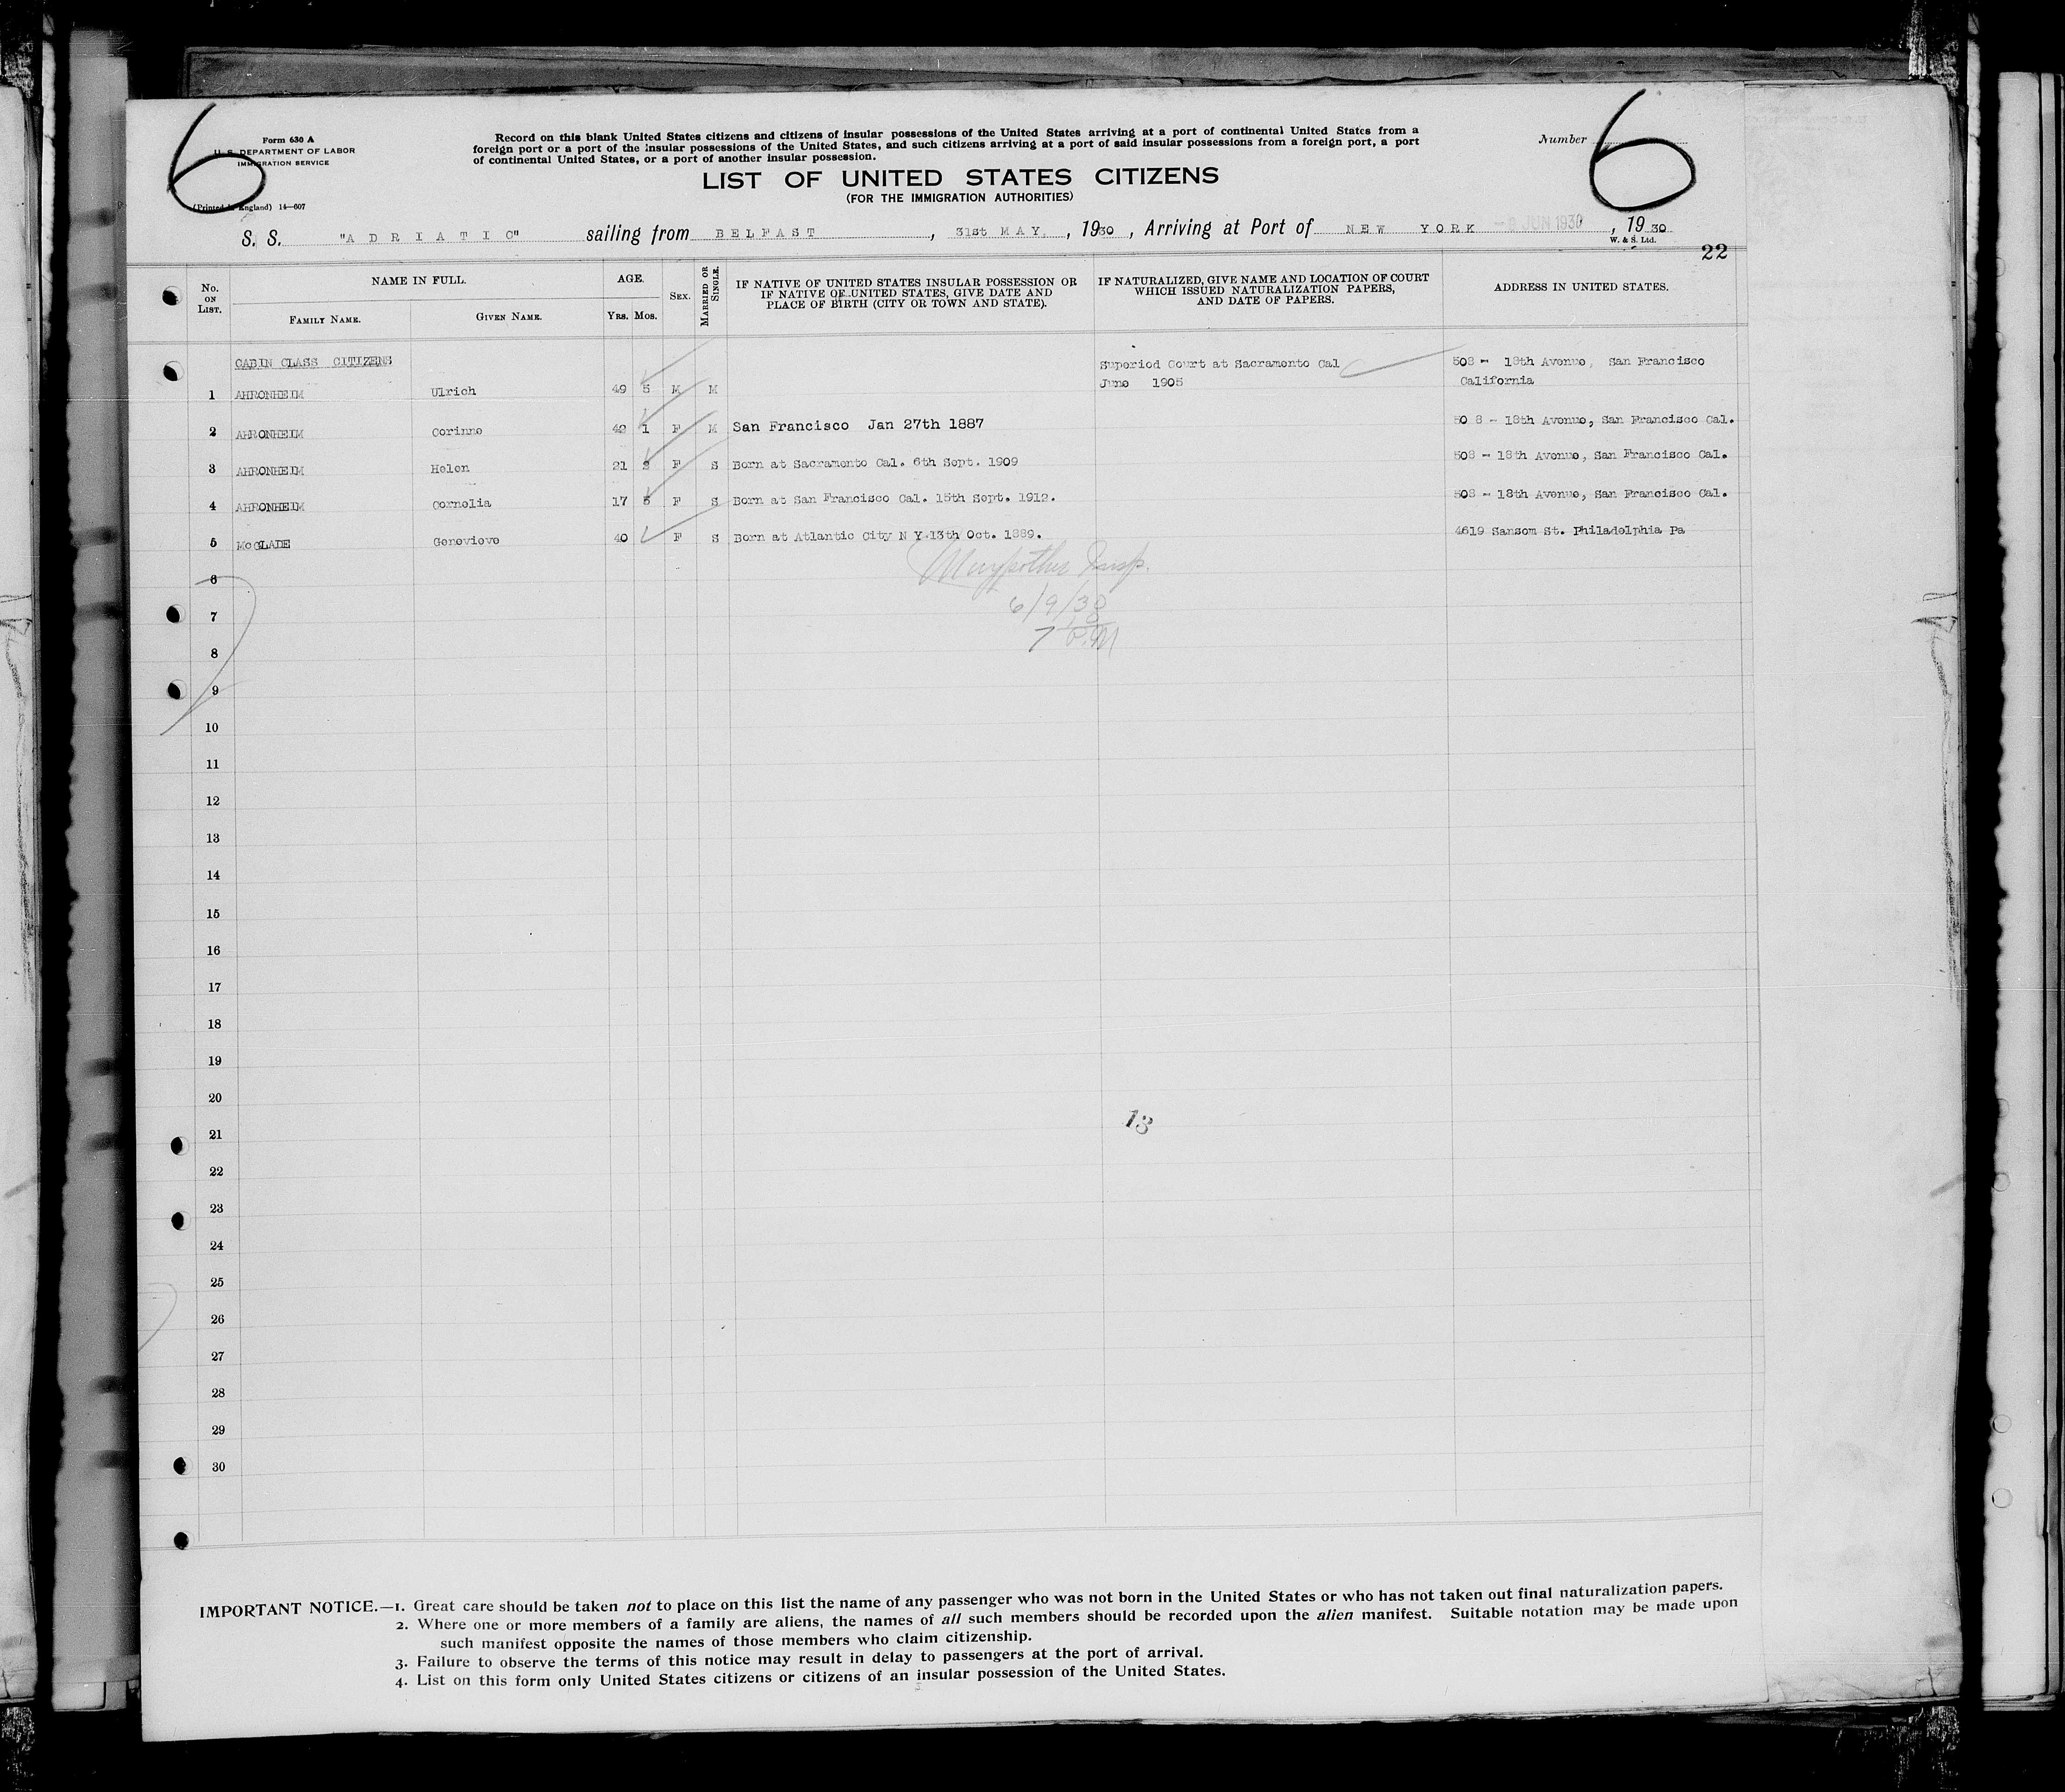 6
6
Form 630 A
U. S. DEPARTMENT OF LABOR
IMMIGRATION SERVICE
(Printed in England) 14—607
Record on this blank United States citizens and citizens of insular possessions of the United States arriving at a port of continental United States from a
foreign port or a port of the insular possessions of the United States, and such citizens arriving at a port of said insular possessions from a foreign port, a port
of continental United States, or a port of another insular possession.
Number
LIST OF UNITED STATES CITIZENS
(FOR THE IMMIGRATION AUTHORITIES)
S. S. "A D R I A T I C" sailing from B E L F A S T , 31st M A Y. , 1930 , Arriving at Port of N E W Y O R K JUN 1930 , 1930
W. & S. Ltd.
22
No. ON LIST. NAME IN FULL. AGE. SEX. MARRIED OR SINGLE. IF NATIVE OF UNITED STATES INSULAR POSSESSION OR IF NATIVE OF UNITED STATES, GIVE DATE AND PLACE OF BIRTH (CITY OR TOWN AND STATE). IF NATURALIZED, GIVE NAME AND LOCATION OF COURT WHICH ISSUED NATURALIZATION PAPERS, AND DATE OF PAPERS. ADDRESS IN UNITED STATES.
FAMILY NAME. GIVEN NAME. YRS. MOS.
CABIN CLASS CITIZENS Superiod Court at Sacramento Cal 508 - 18th Avenue, San Francisco
1 AHRONHEIM Ulrich 49 5 M M June 1905 California
2 AHRONHEIM Corinne 42 1 F M San Francisco Jan 27th 1887 50 8 - 18th Avenue, San Francisco Cal.
3 AHRONHEIM Helen 21 F S Born at Sacramento Cal. 6th Sept. 1909 508 - 18th Avenue, San Francisco Cal.
4 AHRONHEIM Cornelia 17 5 F S Born at San Francisco Cal. 15th Sept. 1912. 508 - 18th Avenue, San Francisco Cal.
5 McGLADE Genevieve 40 F S Born at Atlantic City N Y 13th Oct. 1889. 4619 Sansom St. Philadelphia Pa
Insp.
6
6/9/30
7
8
9
10
11
12
13
14
15
16
17
18
19
20
13
21
22
23
24
25
26
27
28
29
30
IMPORTANT NOTICE.—1. Great care should be taken not to place on this list the name of any passenger who was not born in the United States or who has not taken out final naturalization papers.
2. Where one or more members of a family are aliens, the names of all such members should be recorded upon the alien manifest. Suitable notation may be made upon
such manifest opposite the names of those members who claim citizenship.
3. Failure to observe the terms of this notice may result in delay to passengers at the port of arrival.
4. List on this form only United States citizens or citizens of an insular possession of the United States.